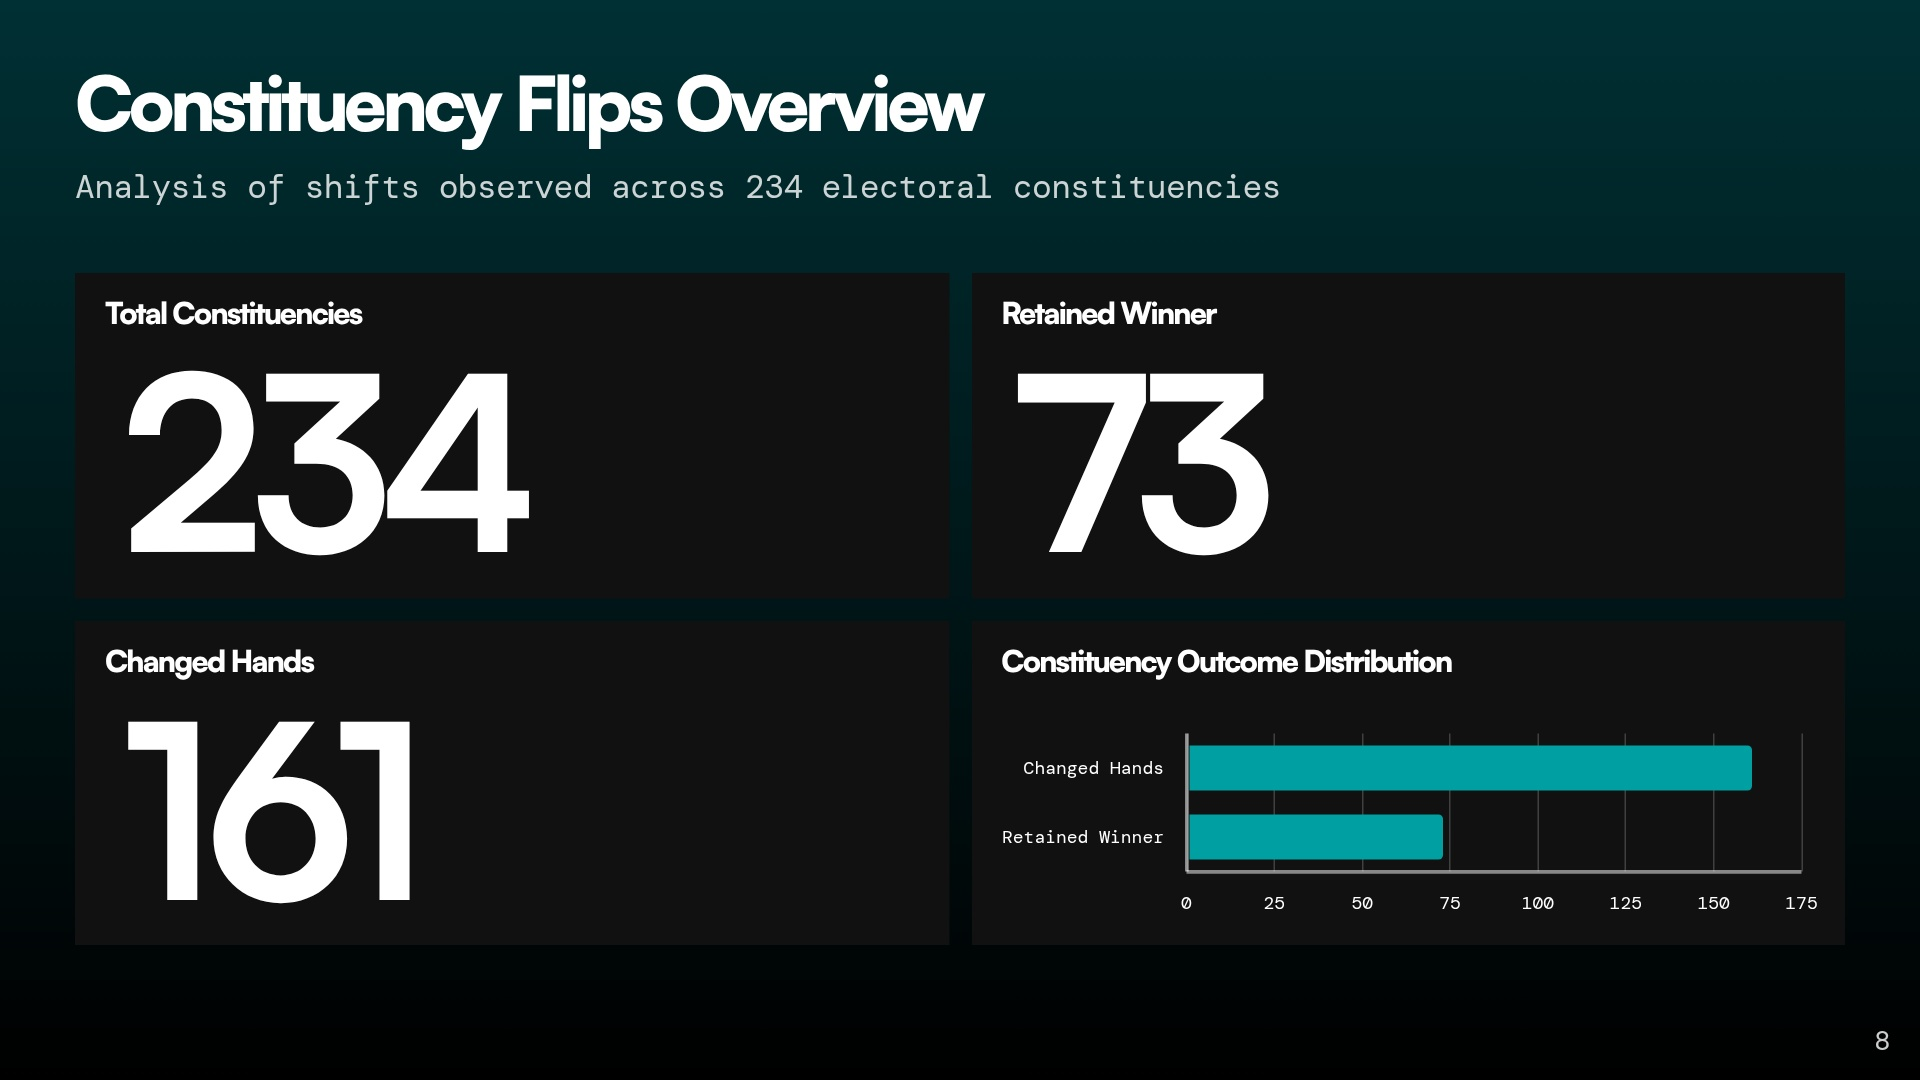 Constituency Flips Overview
Analysis of shifts observed across 234 electoral constituencies
Total Constituencies
234
Retained Winner
73
Changed Hands
161
Constituency Outcome Distribution
Changed Hands
Retained Winner
0 25 50 75 100 125 150 175
8